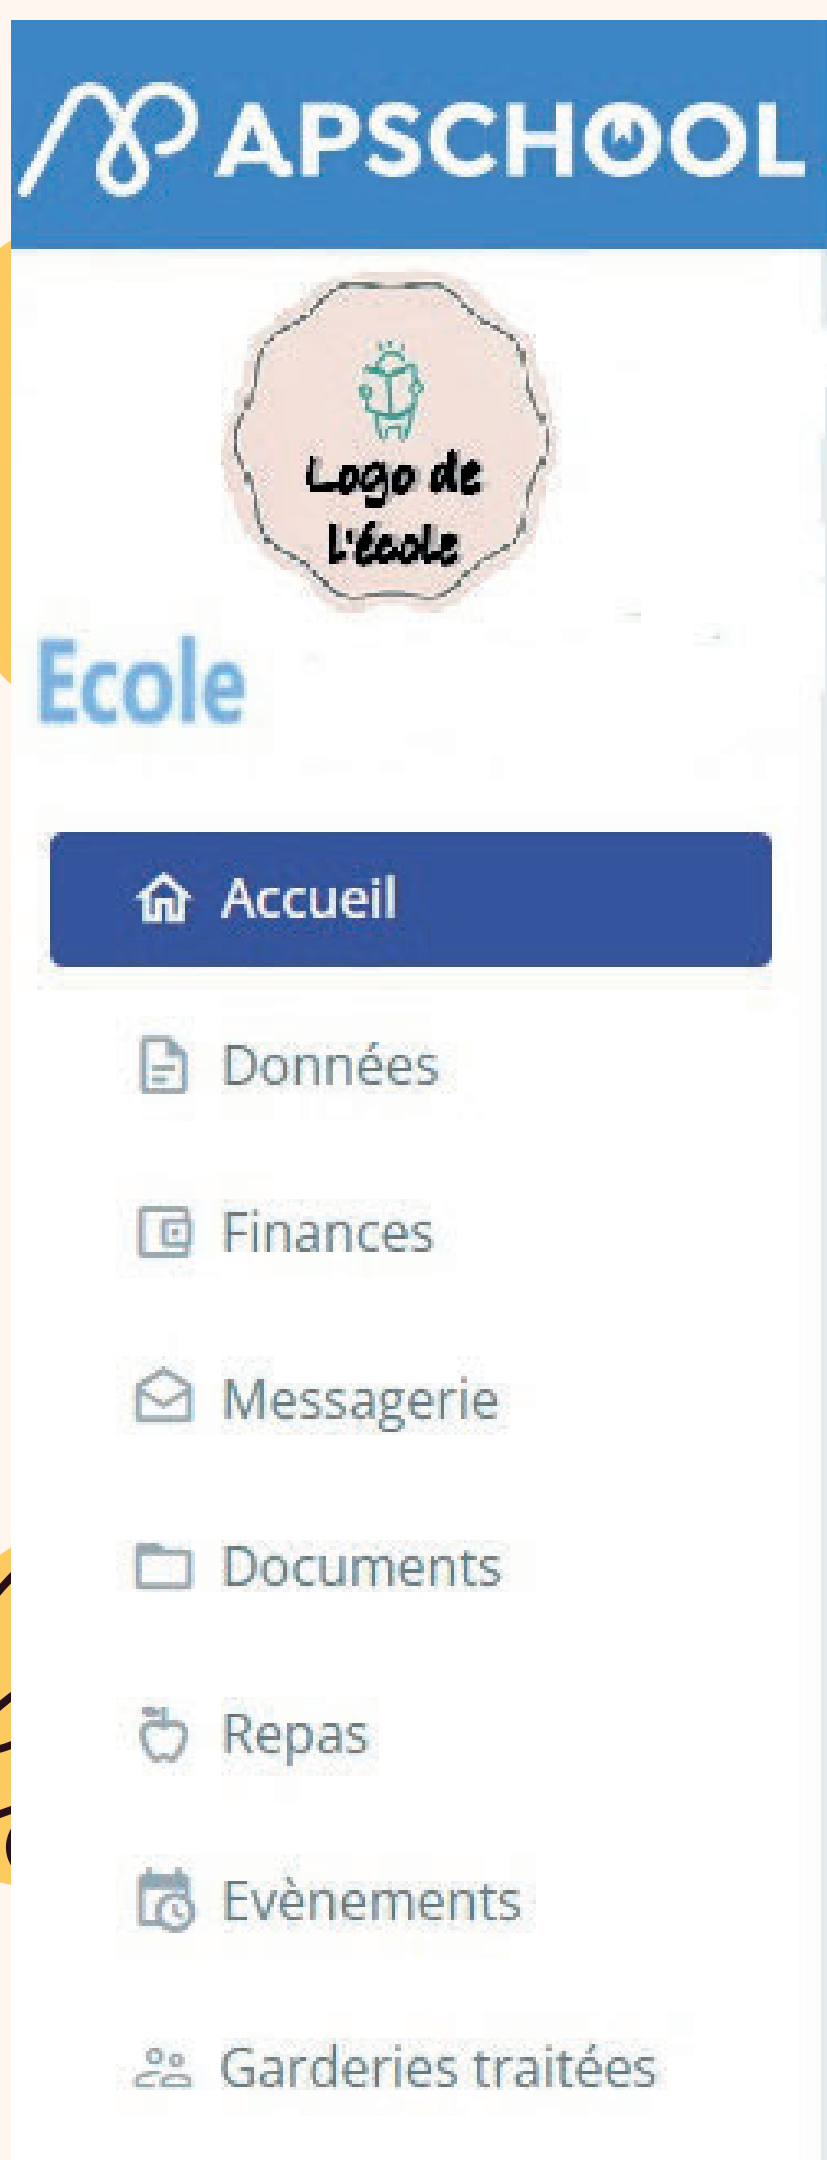 APSCHOOL
Logo de
l'école
Ecole
Accueil
Données
Finances
Messagerie
Documents
Repas
Evènements
Garderies traitées